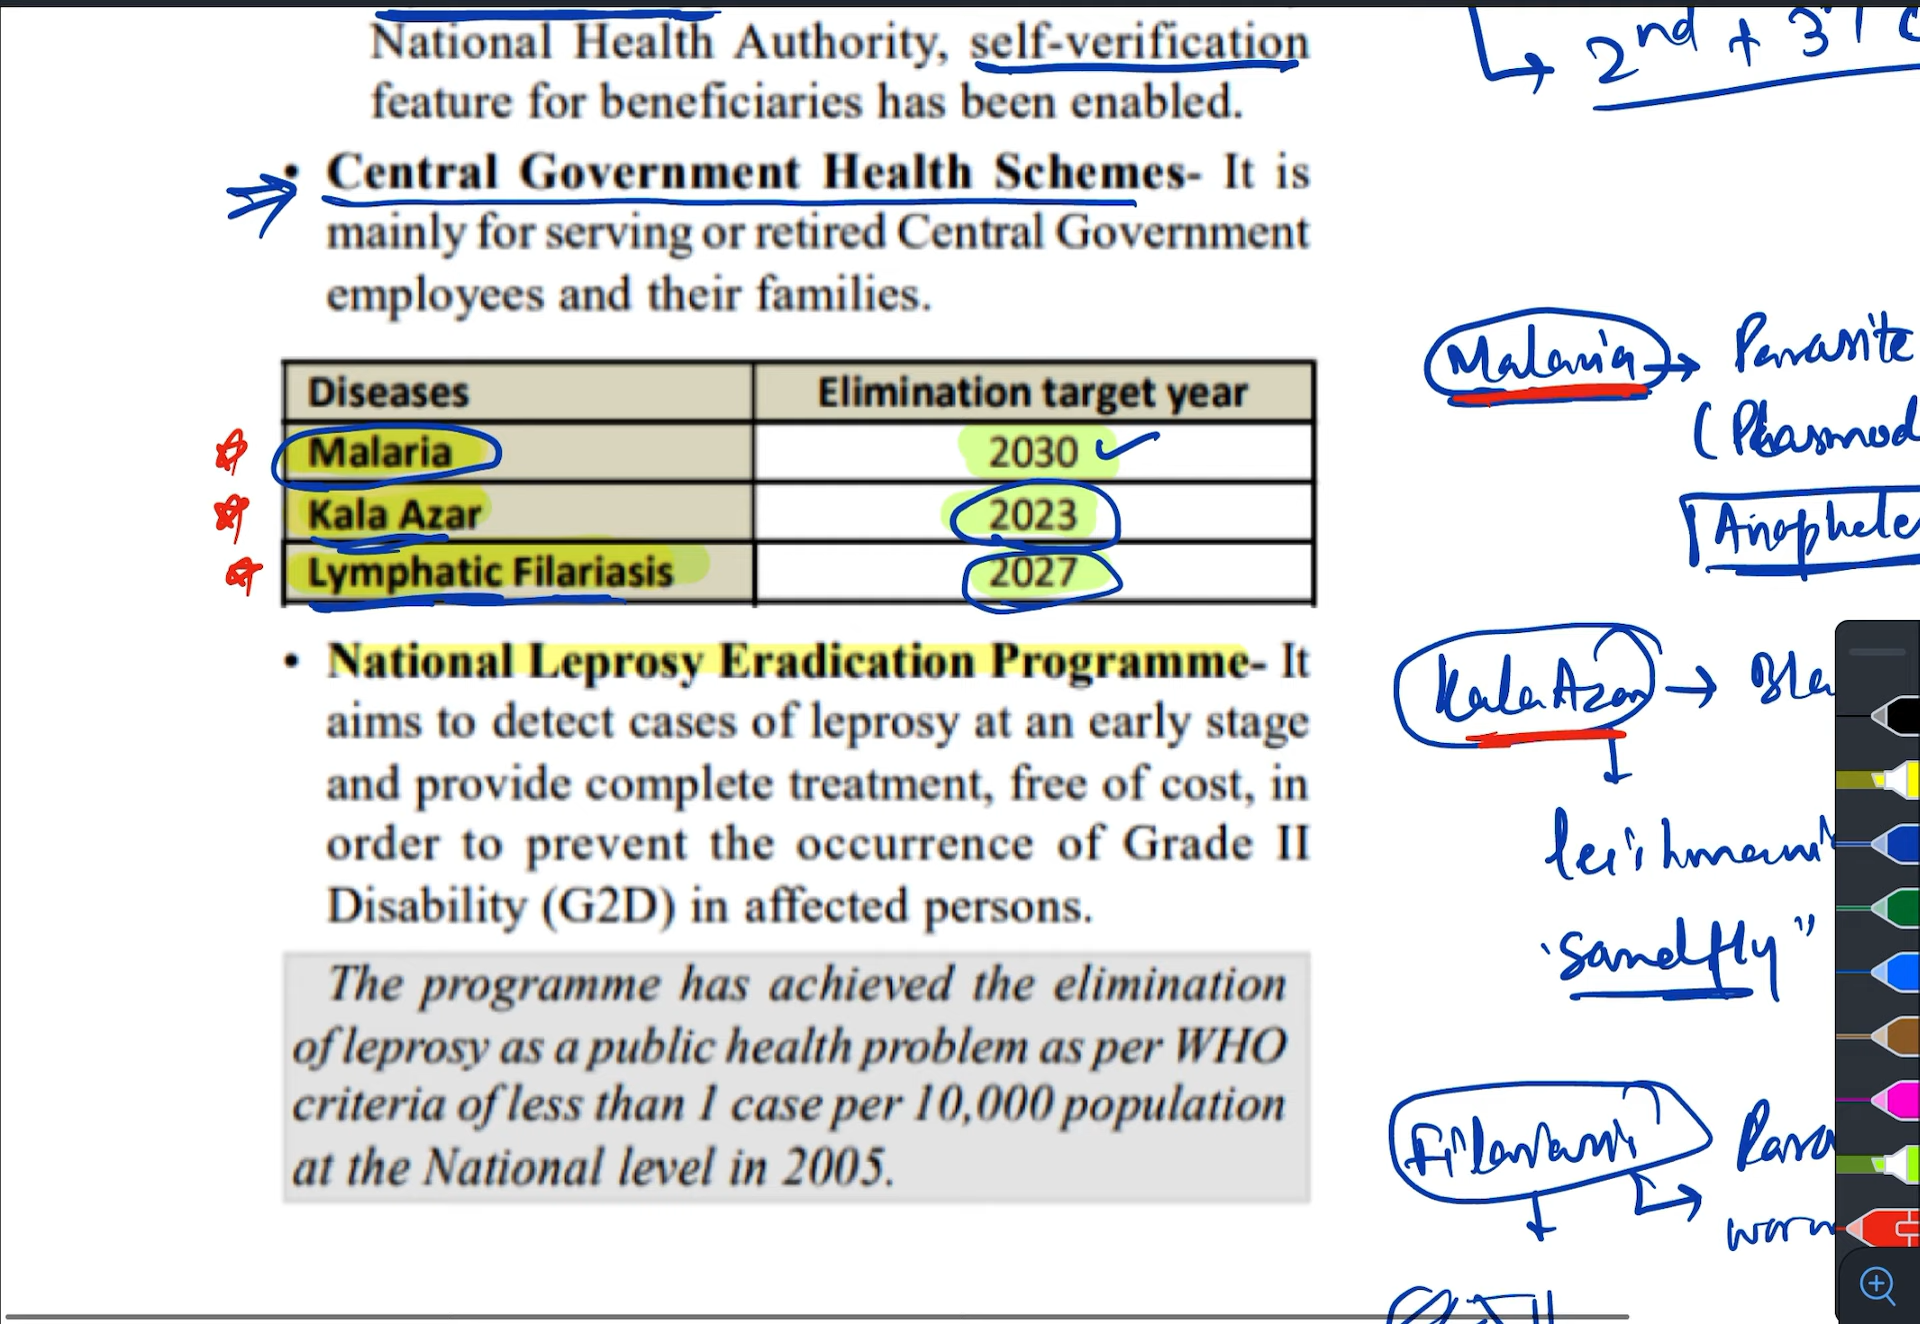 National Health Authority, self-verification
feature for beneficiaries has been enabled.
• Central Government Health Schemes- It is
mainly for serving or retired Central Government
employees and their families.
Diseases Elimination target year
Malaria 2030
Kala Azar 2023
Lymphatic Filariasis 2027
• National Leprosy Eradication Programme- It
aims to detect cases of leprosy at an early stage
and provide complete treatment, free of cost, in
order to prevent the occurrence of Grade II
Disability (G2D) in affected persons.
The programme has achieved the elimination
of leprosy as a public health problem as per WHO
criteria of less than 1 case per 10,000 population
at the National level in 2005.
2nd + 3
Malaria → Parasite
(Plasmod
Anophele
Kala Azar →
"sandfly"
Para
worm